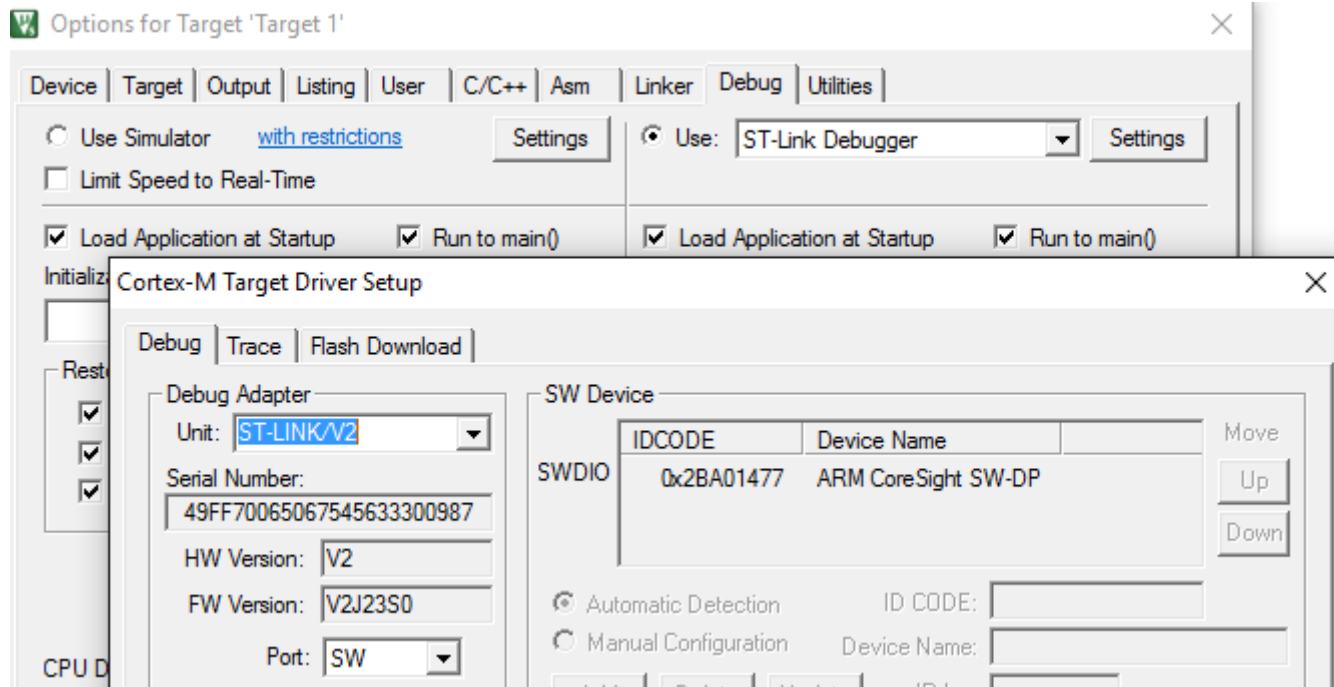 Options for Target 'Target 1'
Device Target Output Listing User C/C++ Asm Linker Debug Utilities
Use Simulator with restrictions Settings Use: ST-Link Debugger Settings
Limit Speed to Real-Time
Load Application at Startup Run to main() Load Application at Startup Run to main()
Cortex-M Target Driver Setup
Debug Trace Flash Download
Debug Adapter
Unit: ST-LINK/V2
Serial Number:
49FF70065067545633300987
HW Version: V2
FW Version: V2J23S0
Port: SW
SW Device
IDCODE Device Name
SWDIO 0x2BA01477 ARM CoreSight SW-DP
Move
Up
Down
Automatic Detection ID CODE:
Manual Configuration Device Name:
CPU D